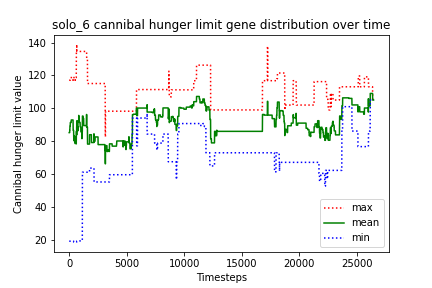 solo_6 cannibal hunger limit gene distribution over time
Cannibal hunger limit value
140
120
100
80
60
40
20
0
5000
10000
15000
20000
25000
Timesteps
max
mean
min